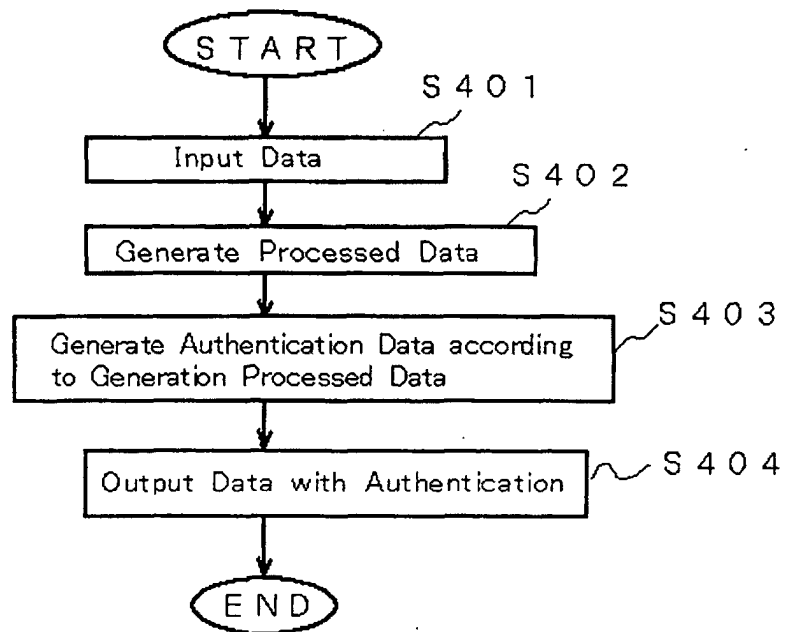 START
S401
Input Data
S402
Generate Processed Data
S403
Generate Authentication Data according
to Generation Processed Data
S404
Output Data with Authentication
END